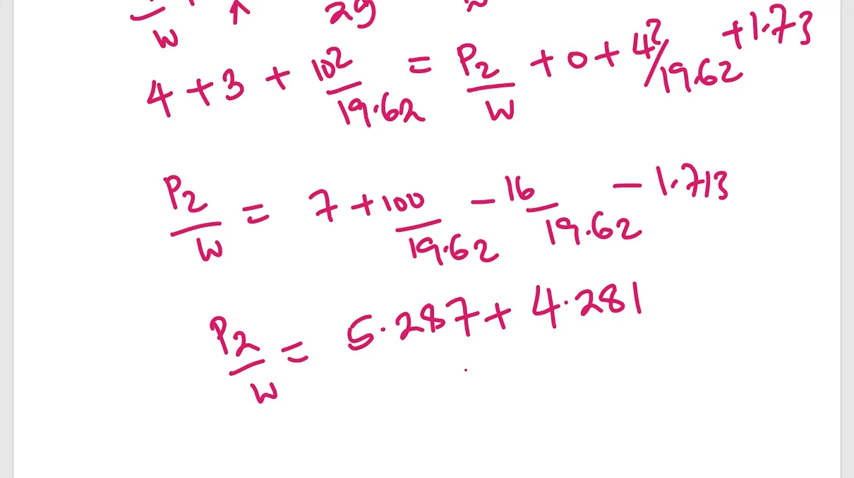 W 2g W
4 + 3 + 10²/19.62 = P2/W + 0 + 4²/19.62 + 1.73
P2/W = 7 + 100/19.62 - 16/19.62 - 1.713
P2/W = 5.287 + 4.281